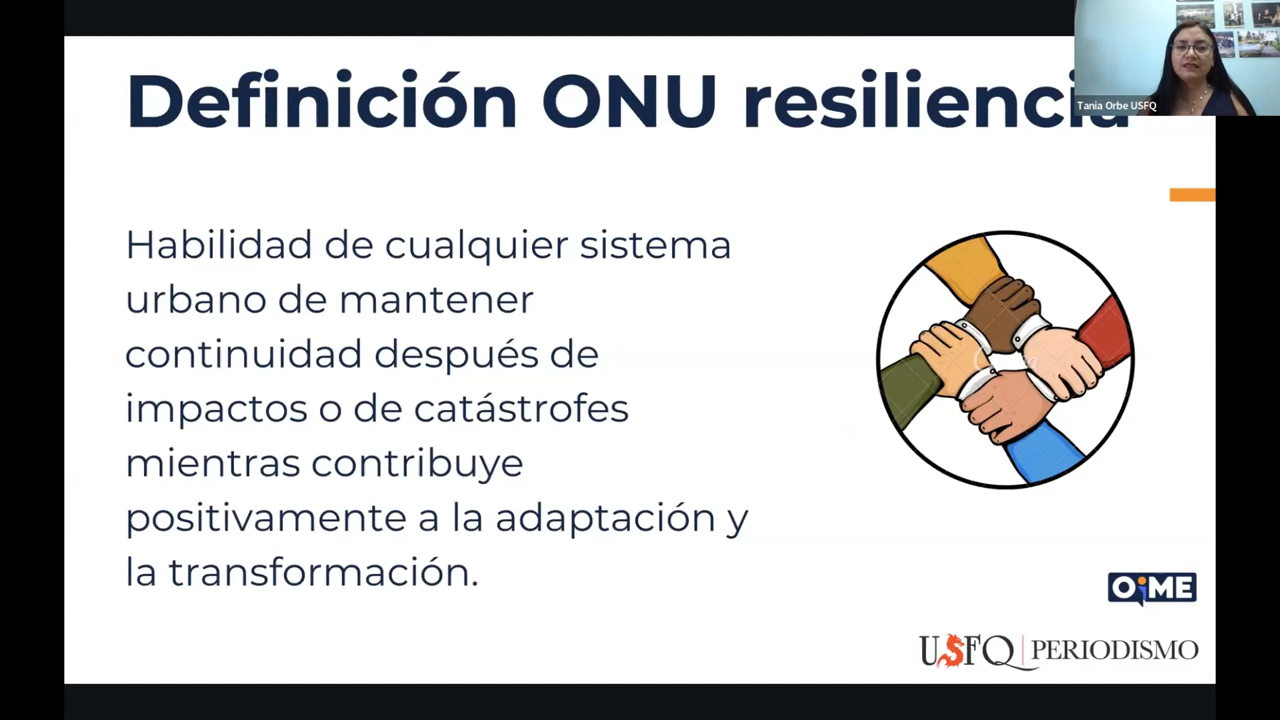 Definición ONU resiliencia
Tania Orbe USFQ
Habilidad de cualquier sistema
urbano de mantener
continuidad después de
impactos o de catástrofes
mientras contribuye
positivamente a la adaptación y
la transformación.
OiME
USFQ PERIODISMO